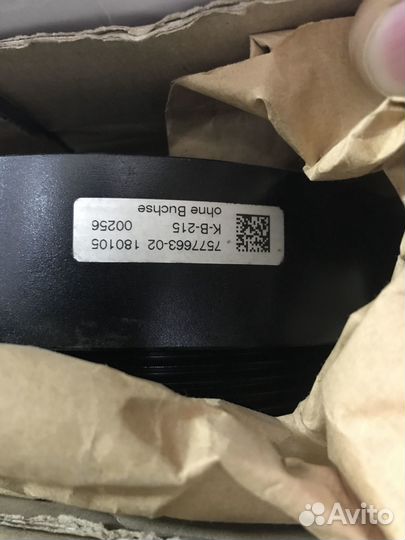 7577663-02 180105
K-B-215 00256
ohne Buchse
Avito